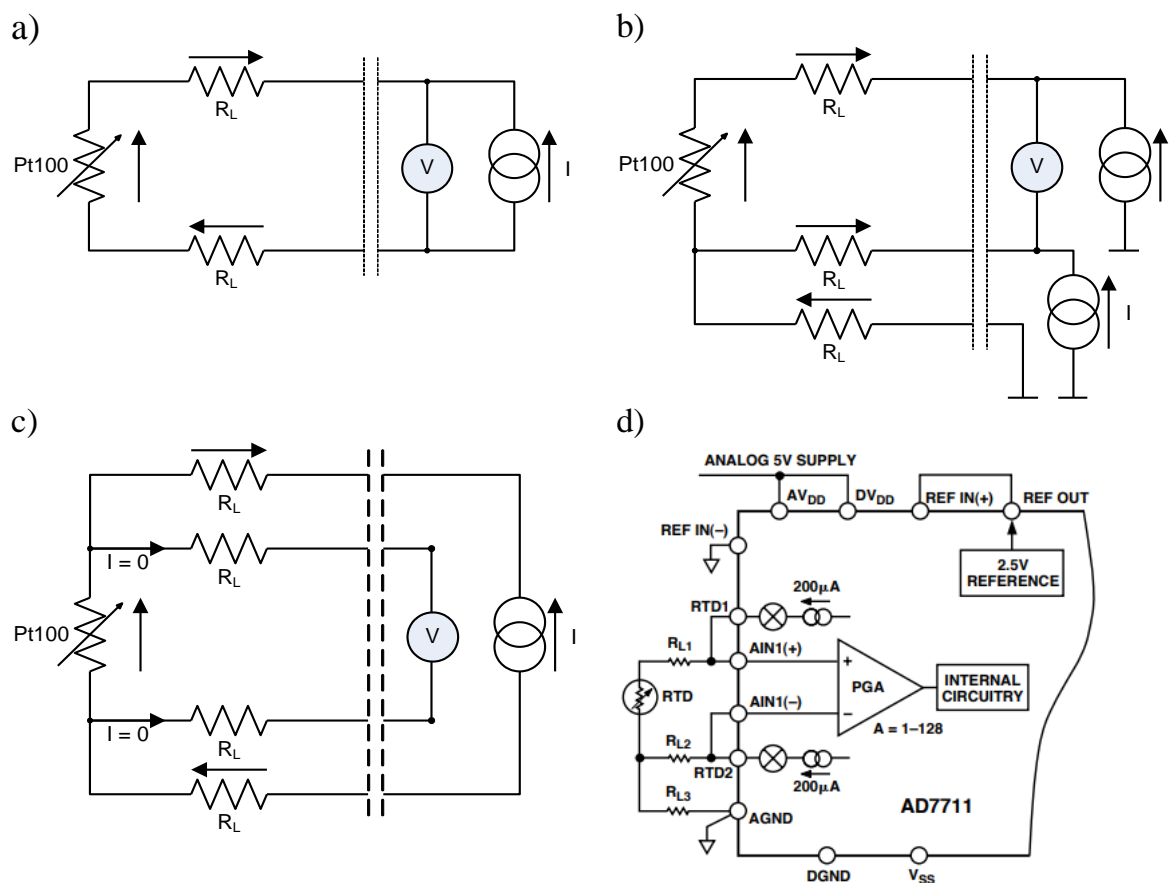 a)
R_L
Pt100
V
I
R_L
b)
R_L
Pt100
V
R_L
I
R_L
c)
R_L
I = 0
R_L
Pt100
V
I
I = 0
R_L
R_L
d)
ANALOG 5V SUPPLY
AV_DD
DV_DD
REF IN(+)
REF OUT
REF IN(–)
2.5V
REFERENCE
RTD1
200µA
R_L1
AIN1(+)
+
RTD
PGA
INTERNAL
CIRCUITRY
AIN1(–)
–
A = 1–128
R_L2
RTD2
200µA
R_L3
AGND
AD7711
DGND
V_SS